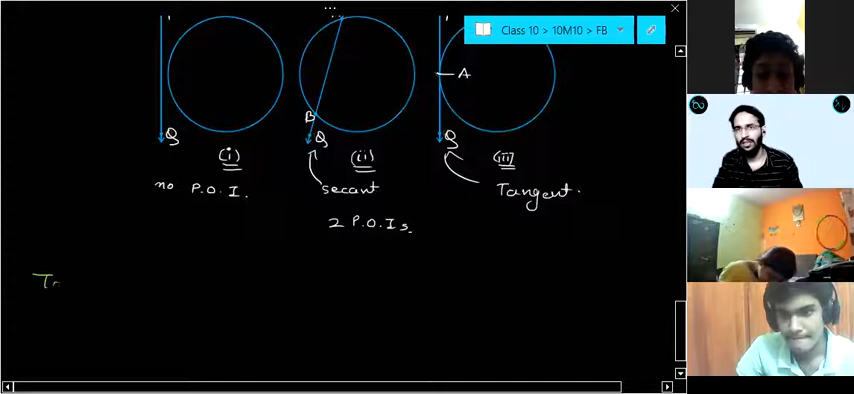 Class 10 > 10M10 > FB
A
B
Q
Q
Q
(i)
(ii)
(iii)
no P.O.I.
secant
Tangent.
2 P.O.Is.
T